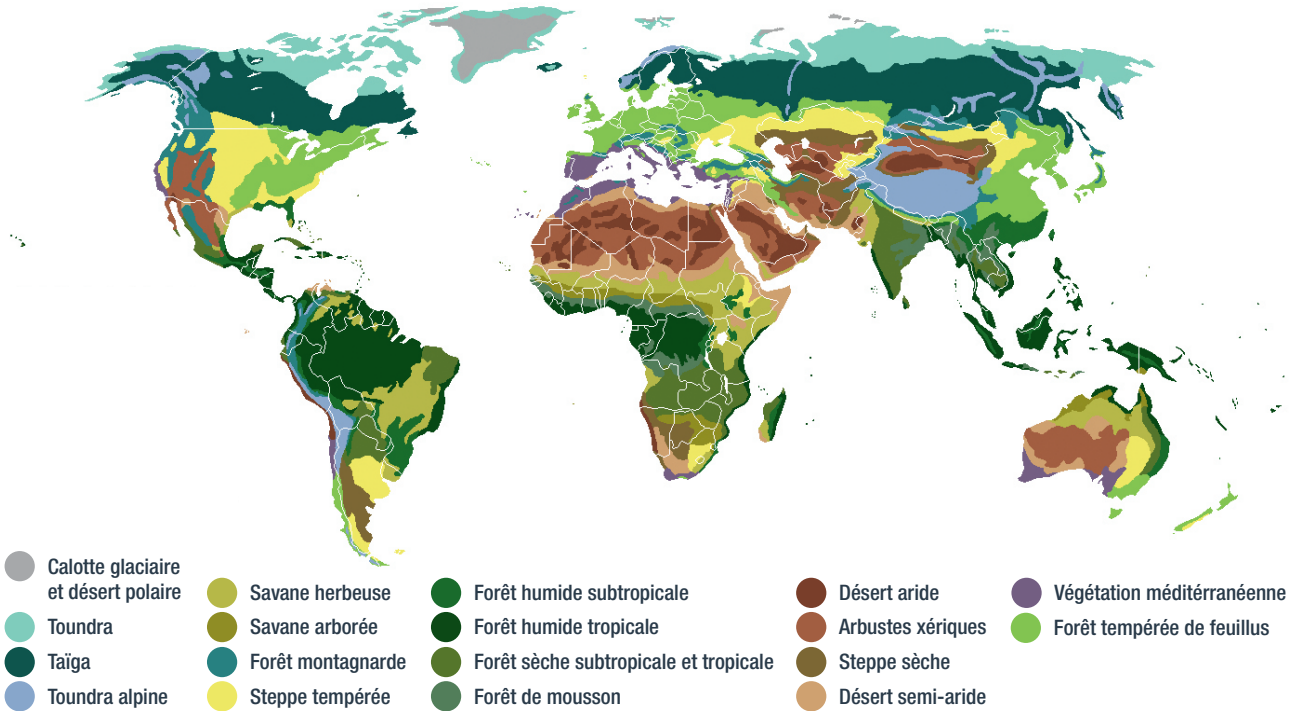 Calotte glaciaire
et désert polaire
Toundra
Taïga
Toundra alpine
Savane herbeuse
Savane arborée
Forêt montagnarde
Steppe tempérée
Forêt humide subtropicale
Forêt humide tropicale
Forêt sèche subtropicale et tropicale
Forêt de mousson
Désert aride
Arbustes xériques
Steppe sèche
Désert semi-aride
Végétation méditérranéenne
Forêt tempérée de feuillus